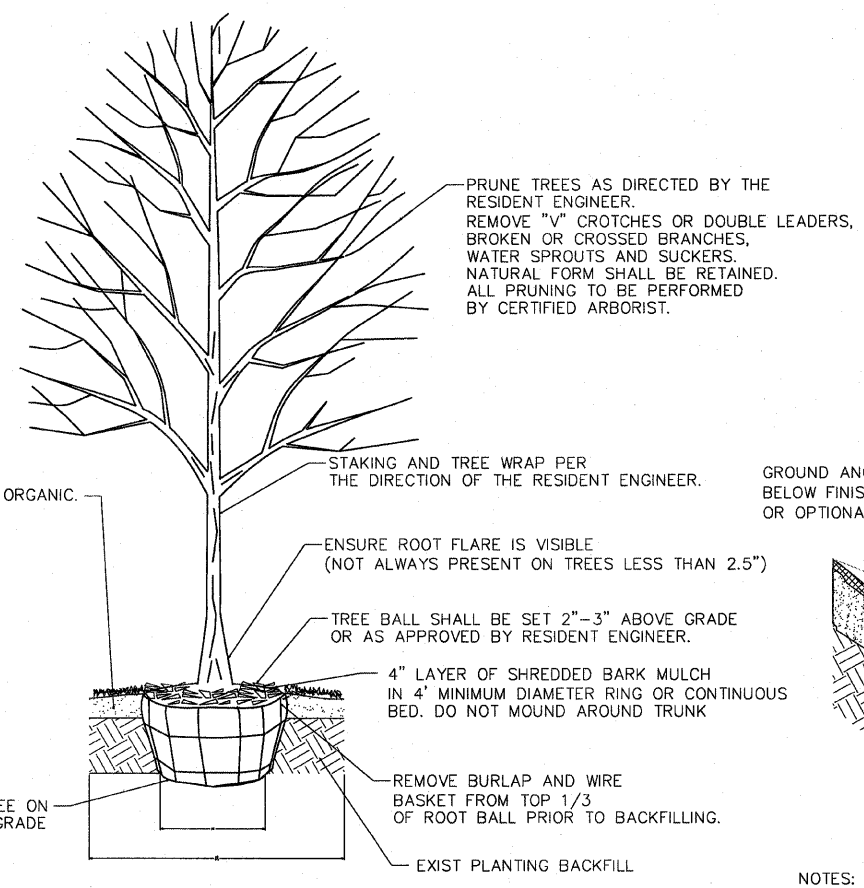 PRUNE TREES AS DIRECTED BY THE
RESIDENT ENGINEER.
REMOVE "V" CROTCHES OR DOUBLE LEADERS,
BROKEN OR CROSSED BRANCHES,
WATER SPROUTS AND SUCKERS.
NATURAL FORM SHALL BE RETAINED.
ALL PRUNING TO BE PERFORMED
BY CERTIFIED ARBORIST.
STAKING AND TREE WRAP PER
THE DIRECTION OF THE RESIDENT ENGINEER.
ORGANIC.
GROUND
BELOW
OR
ENSURE ROOT FLARE IS VISIBLE
(NOT ALWAYS PRESENT ON TREES LESS THAN 2.5")
TREE BALL SHALL BE SET 2"-3" ABOVE GRADE
OR AS APPROVED BY RESIDENT ENGINEER.
4" LAYER OF SHREDDED BARK MULCH
IN 4' MINIMUM DIAMETER RING OR CONTINUOUS
BED. DO NOT MOUND AROUND TRUNK
REMOVE BURLAP AND WIRE
BASKET FROM TOP 1/3
OF ROOT BALL PRIOR TO BACKFILLING.
ON
GRADE
EXIST PLANTING BACKFILL
NOTES: